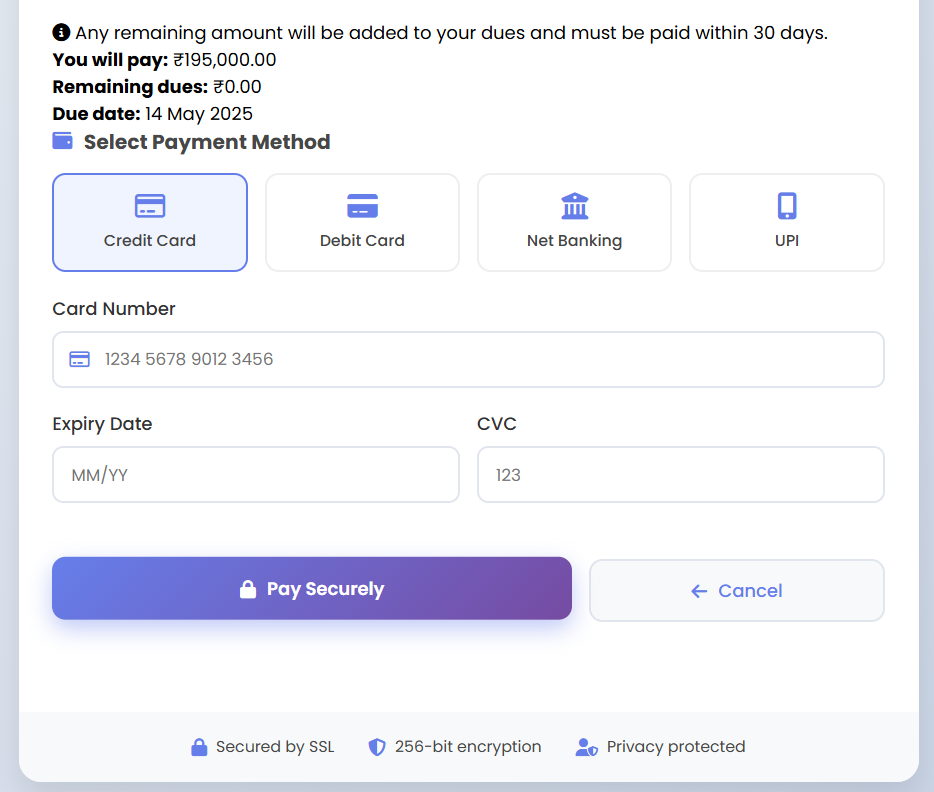 Any remaining amount will be added to your dues and must be paid within 30 days.
You will pay: ₹195,000.00
Remaining dues: ₹0.00
Due date: 14 May 2025
Select Payment Method
Credit Card
Debit Card
Net Banking
UPI
Card Number
1234 5678 9012 3456
Expiry Date
CVC
MM/YY
123
Pay Securely
Cancel
Secured by SSL
256-bit encryption
Privacy protected